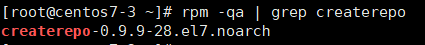 [root@centos7-3 ~]# rpm -qa | grep createrepo
createrepo-0.9.9-28.el7.noarch